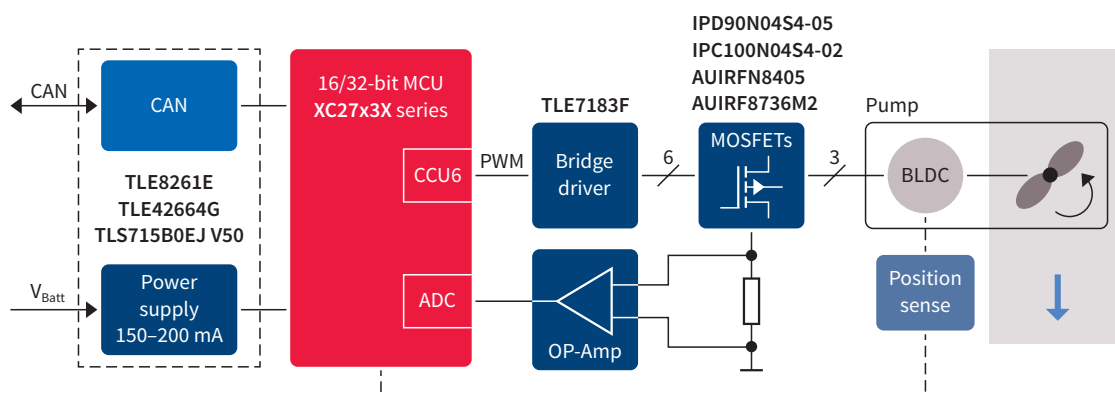 IPD90N04S4-05
IPC100N04S4-02
AUIRFN8405
AUIRF8736M2
CAN
CAN
16/32-bit MCU
XC27x3X series
TLE7183F
Pump
CCU6
PWM
Bridge
driver
6
MOSFETs
3
BLDC
TLE8261E
TLE42664G
TLS715B0EJ V50
VBatt
Power
supply
150–200 mA
ADC
OP-Amp
Position
sense